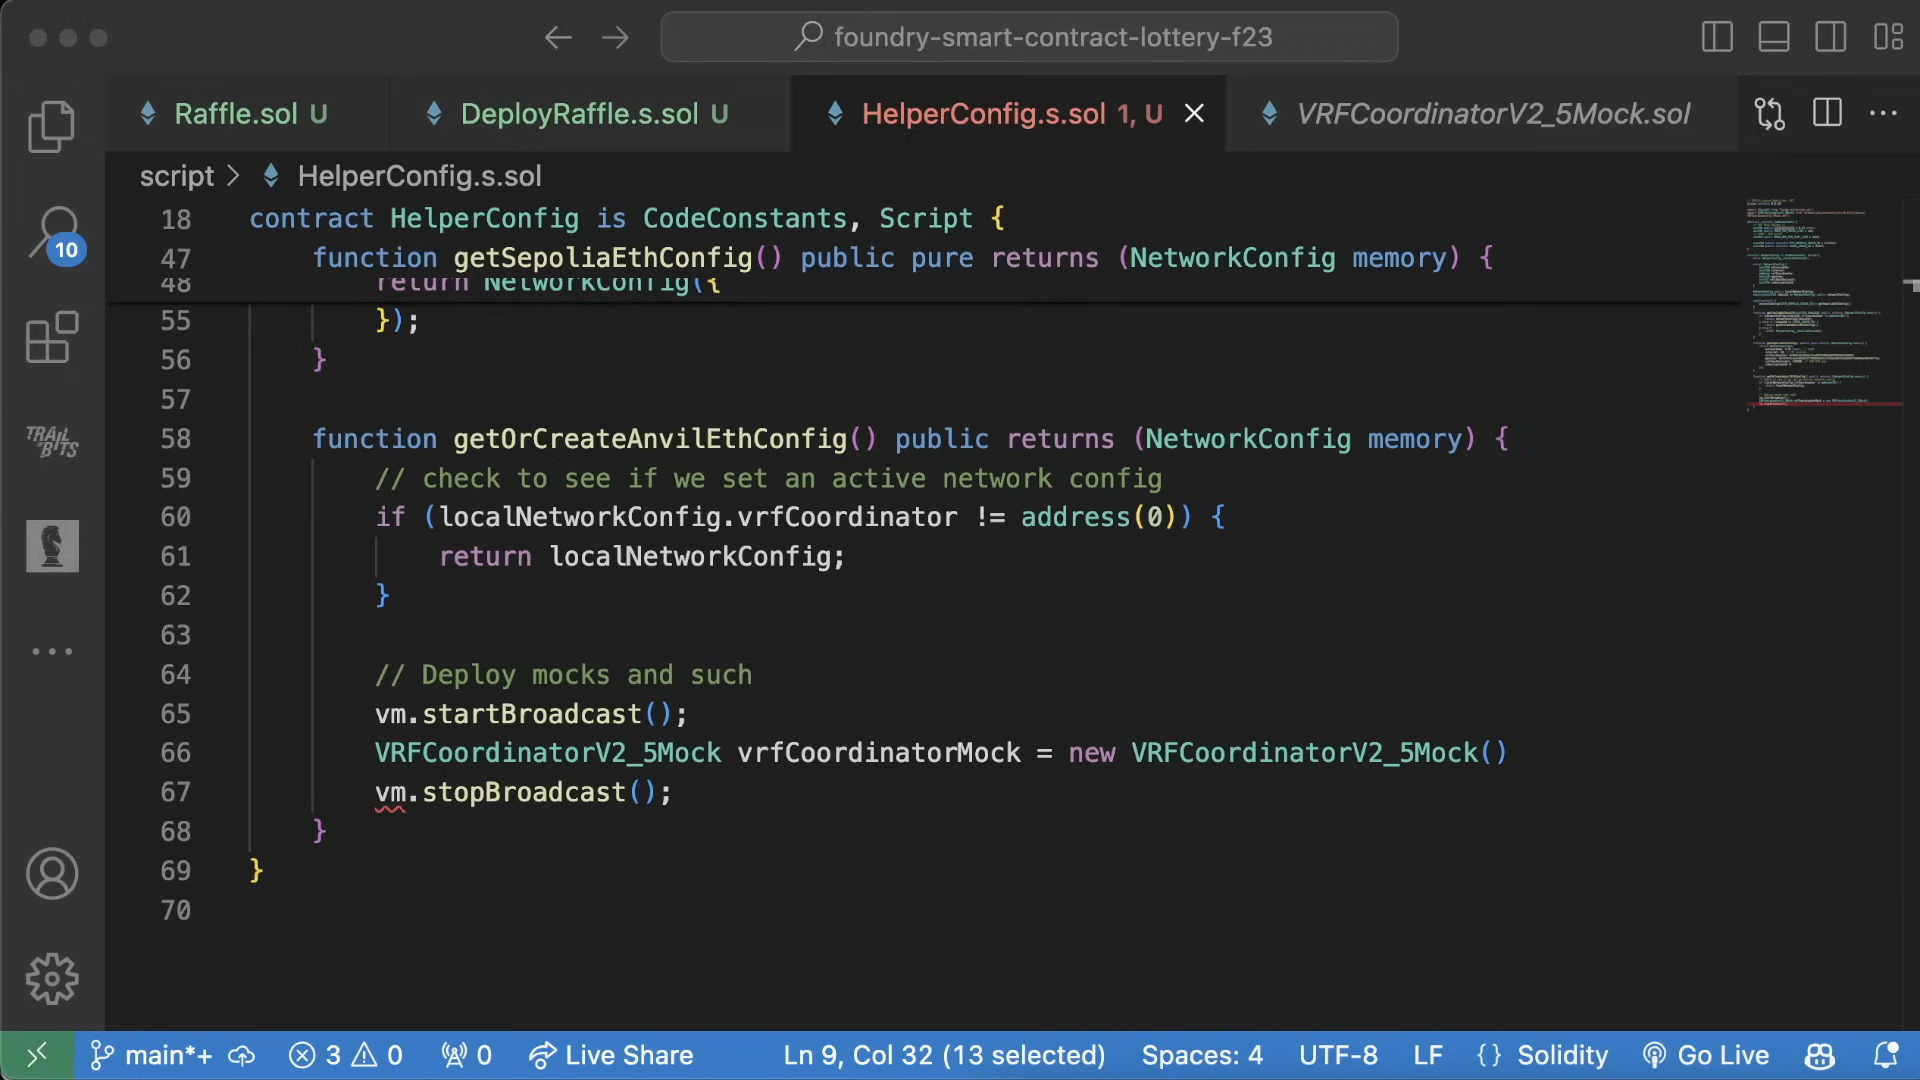 foundry-smart-contract-lottery-f23
Raffle.sol U
DeployRaffle.s.sol U
HelperConfig.s.sol 1, U
VRFCoordinatorV2_5Mock.sol
script > HelperConfig.s.sol
18 contract HelperConfig is CodeConstants, Script {
47 function getSepoliaEthConfig() public pure returns (NetworkConfig memory) {
48 return NetworkConfig({
55 });
56 }
57
58 function getOrCreateAnvilEthConfig() public returns (NetworkConfig memory) {
59 // check to see if we set an active network config
60 if (localNetworkConfig.vrfCoordinator != address(0)) {
61 return localNetworkConfig;
62 }
63
64 // Deploy mocks and such
65 vm.startBroadcast();
66 VRFCoordinatorV2_5Mock vrfCoordinatorMock = new VRFCoordinatorV2_5Mock()
67 vm.stopBroadcast();
68 }
69 }
70
10
TRAIL OF BITS
main*+ 3 0 0 Live Share Ln 9, Col 32 (13 selected) Spaces: 4 UTF-8 LF {} Solidity Go Live